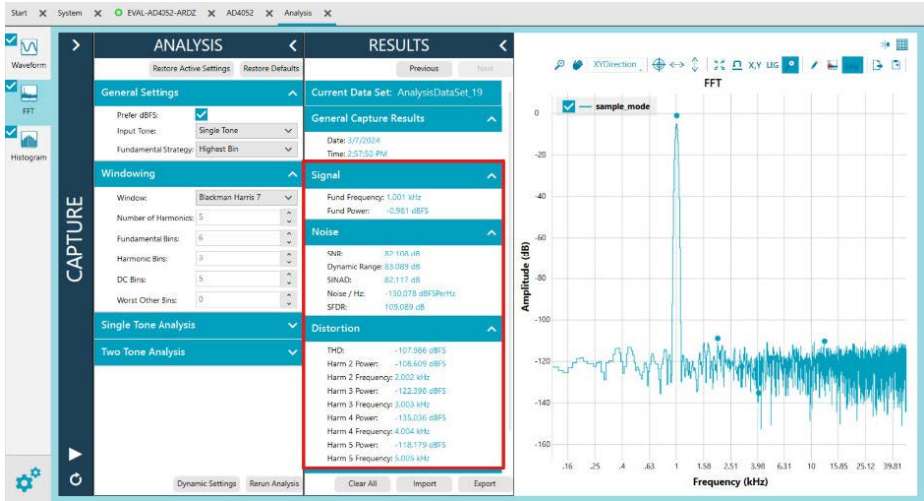 Start System EVAL-AD4052-ARDZ AD4052 Analysis
Waveform
FFT
Histogram
CAPTURE
ANALYSIS
Restore Active Settings Restore Defaults
General Settings
Prefer dBFS:
Input Tone: Single Tone
Fundamental Strategy: Highest Bin
Windowing
Window: Blackman Harris 7
Number of Harmonics: 5
Fundamental Bins: 6
Harmonic Bins: 3
DC Bins: 5
Worst Other Bins: 0
Single Tone Analysis
Two Tone Analysis
Dynamic Settings Rerun Analysis
RESULTS
Previous Next
Current Data Set: AnalysisDataSet_19
General Capture Results
Date: 3/7/2024
Time: 2:57:50 PM
Signal
Fund Frequency: 1.001 kHz
Fund Power: -0.981 dBFS
Noise
SNR: 82.108 dB
Dynamic Range: 83.089 dB
SINAD: 82.117 dB
Noise / Hz: -130.078 dBFSPerHz
SFDR: 109.089 dB
Distortion
THD: -107.986 dBFS
Harm 2 Power: -108.609 dBFS
Harm 2 Frequency: 2.002 kHz
Harm 3 Power: -122.398 dBFS
Harm 3 Frequency: 3.003 kHz
Harm 4 Power: -135.036 dBFS
Harm 4 Frequency: 4.004 kHz
Harm 5 Power: -118.179 dBFS
Harm 5 Frequency: 5.005 kHz
Clear All Import Export
XYDirection X,Y LEG
FFT
sample_mode
Amplitude (dB)
0
-20
-40
-60
-80
-100
-120
-140
-160
.16 .25 .4 .63 1 1.58 2.51 3.98 6.31 10 15.85 25.12 39.81
Frequency (kHz)